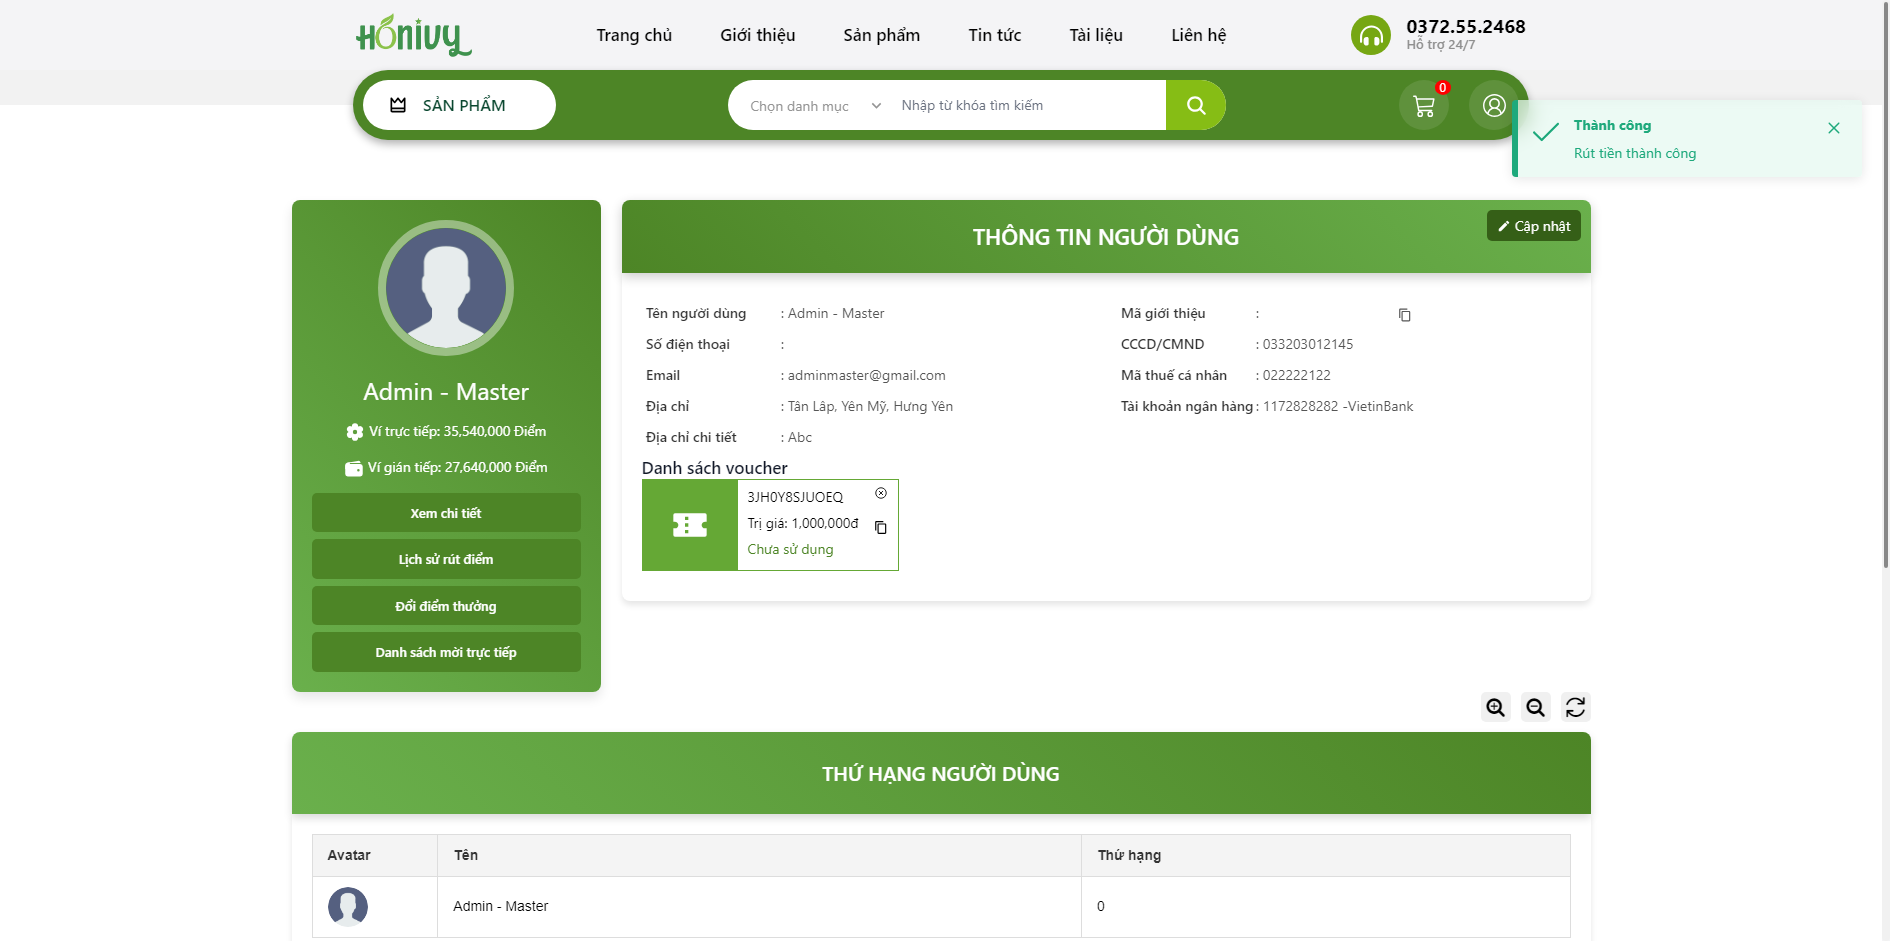 Hōnivy
Trang chủ
Giới thiệu
Sản phẩm
Tin tức
Tài liệu
Liên hệ
0372.55.2468
Hỗ trợ 24/7
SẢN PHẨM
Chọn danh mục
Nhập từ khóa tìm kiếm
0
Thành công
Rút tiền thành công
Admin - Master
Ví trực tiếp: 35,540,000 Điểm
Ví gián tiếp: 27,640,000 Điểm
Xem chi tiết
Lịch sử rút điểm
Đổi điểm thưởng
Danh sách mời trực tiếp
THÔNG TIN NGƯỜI DÙNG
Cập nhật
Tên người dùng : Admin - Master
Số điện thoại :
Email : adminmaster@gmail.com
Địa chỉ : Tân Lâp, Yên Mỹ, Hưng Yên
Địa chỉ chi tiết : Abc
Mã giới thiệu :
CCCD/CMND : 033203012145
Mã thuế cá nhân : 022222122
Tài khoản ngân hàng : 1172828282 -VietinBank
Danh sách voucher
3JH0Y8SJUOEQ
Trị giá: 1,000,000đ
Chưa sử dụng
THỨ HẠNG NGƯỜI DÙNG
Avatar Tên Thứ hạng
Admin - Master 0